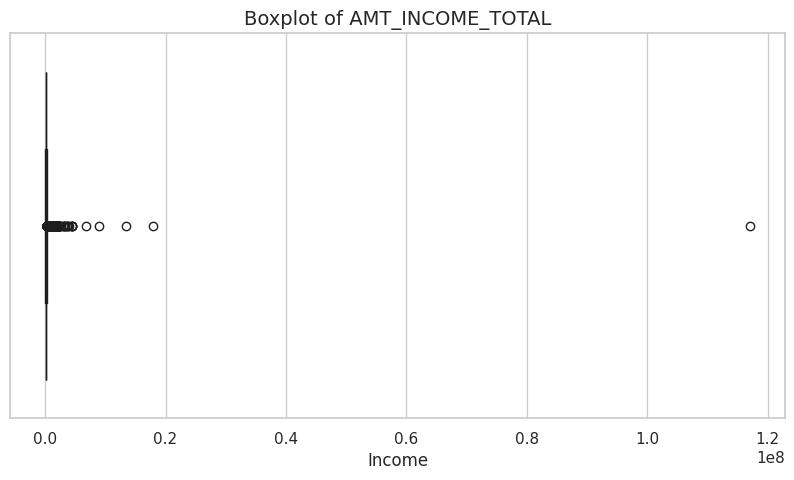 Boxplot of AMT_INCOME_TOTAL
0.0 0.2 0.4 0.6 0.8 1.0 1.2
1e8
Income